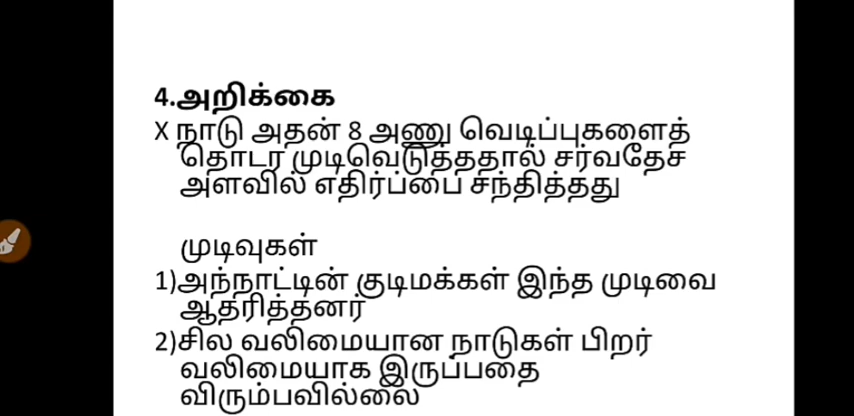 4.அறிக்கை
X நாடு அதன் 8 அணு வெடிப்புகளைத்
தொடர முடிவெடுத்ததால் சர்வதேச
அளவில் எதிர்ப்பை சந்தித்தது
முடிவுகள்
1)அந்நாட்டின் குடிமக்கள் இந்த முடிவை
ஆதரித்தனர்
2)சில வலிமையான நாடுகள் பிறர்
வலிமையாக இருப்பதை
விரும்பவில்லை